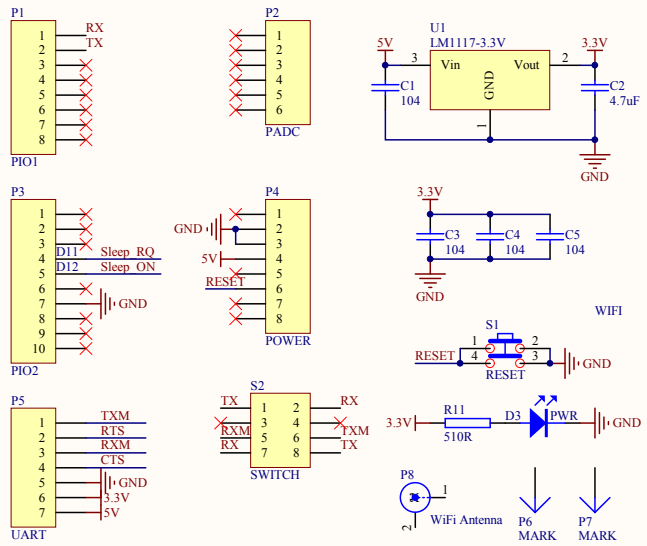 P1
1 RX
2 TX
3
4
5
6
7
8
PIO1
P2
1
2
3
4
5
6
PADC
U1
LM1117-3.3V
5V
3.3V
3 Vin Vout 2
GND
1
C1
104
C2
4.7uF
GND
P3
1
2
3
D11 4 Sleep_RQ
D12 5 Sleep_ON
6
7 GND
8
9
10
PIO2
P4
1
GND 2
3
5V 4
5
RESET 6
7
8
POWER
3.3V
C3
104
C4
104
C5
104
GND
WIFI
S1
1 2
RESET 4 3 GND
RESET
P5
1 TXM
2 RTS
3 RXM
4 CTS
5 GND
6 3.3V
7 5V
UART
S2
TX 1 2 RX
3 4
RXM 5 6 TXM
RX 7 8 TX
SWITCH
3.3V R11 D3 PWR GND
510R
P8
1
2
WiFi Antenna
P6
MARK
P7
MARK